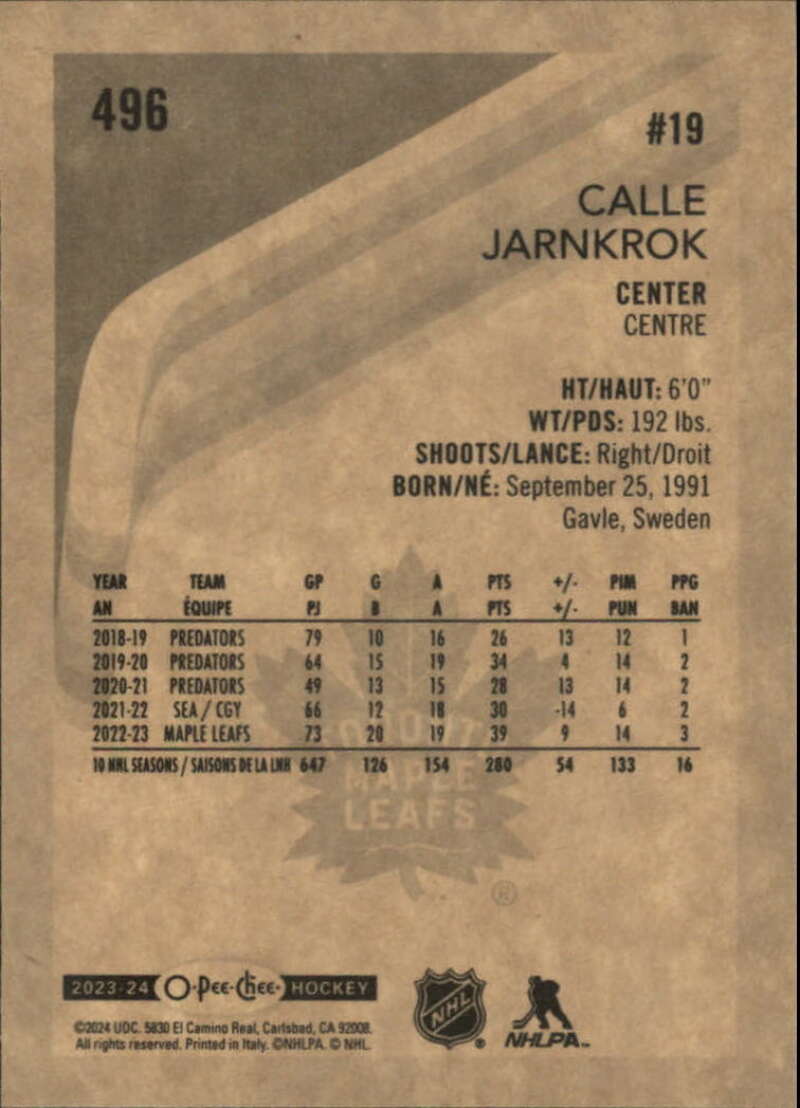 496
#19
CALLE
JARNKROK
CENTER
CENTRE
HT/HAUT: 6'0"
WT/PDS: 192 lbs.
SHOOTS/LANCE: Right/Droit
BORN/NÉ: September 25, 1991
Gavle, Sweden
YEAR TEAM GP G A PTS +/- PIM PPG
AN ÉQUIPE PJ B A PTS +/- PUN BAN
2018-19 PREDATORS 79 10 16 26 13 12 1
2019-20 PREDATORS 64 15 19 34 4 14 2
2020-21 PREDATORS 49 13 15 28 13 14 2
2021-22 SEA / CGY 66 12 18 30 -14 6 2
2022-23 MAPLE LEAFS 73 20 19 39 9 14 3
10 NHL SEASONS / SAISONS DE LA LNH 647 126 154 280 54 133 16
MAPLE
LEAFS
®
2023-24 O-Pee-Chee HOCKEY
©2024 UDC. 5830 El Camino Real, Carlsbad, CA 92008.
All rights reserved. Printed in Italy. ©NHLPA. © NHL.
NHL
NHLPA